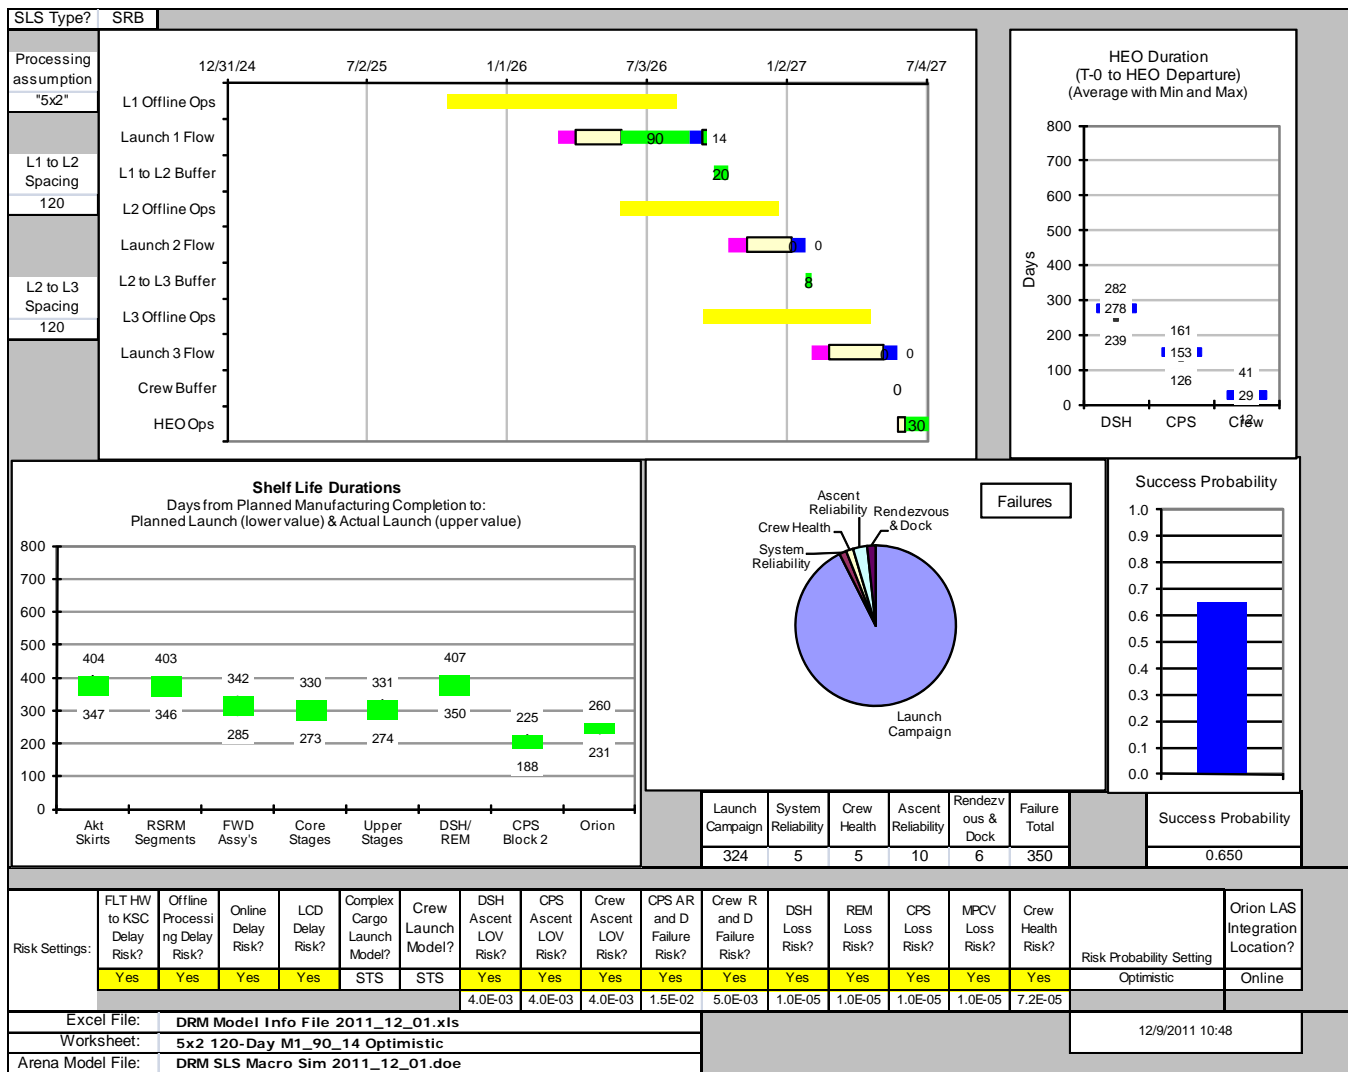 SLS Type? SRB
Processing
assumption
"5x2"
L1 to L2
Spacing
120
L2 to L3
Spacing
120
12/31/24 7/2/25 1/1/26 7/3/26 1/2/27 7/4/27
L1 Offline Ops
Launch 1 Flow 90 14
L1 to L2 Buffer 20
L2 Offline Ops
Launch 2 Flow 0 0
L2 to L3 Buffer 8
L3 Offline Ops
Launch 3 Flow 0 0
Crew Buffer 0
HEO Ops 30
HEO Duration
(T-0 to HEO Departure)
(Average with Min and Max)
Days
800
700
600
500
400
300
200
100
0
282
278
239
161
153
126
41
29
12
DSH CPS Crew
Shelf Life Durations
Days from Planned Manufacturing Completion to:
Planned Launch (lower value) & Actual Launch (upper value)
800
700
600
500
400
300
200
100
0
404 403 342 330 331 407 225 260
347 346 285 273 274 350 188 231
Akt
Skirts
RSRM
Segments
FWD
Assy's
Core
Stages
Upper
Stages
DSH/
REM
CPS
Block 2
Orion
Failures
Ascent
Reliability
Rendezvous
& Dock
Crew Health
System
Reliability
Launch
Campaign
Success Probability
1.0
0.9
0.8
0.7
0.6
0.5
0.4
0.3
0.2
0.1
0.0
Launch
Campaign
System
Reliability
Crew
Health
Ascent
Reliability
Rendezv
ous &
Dock
Failure
Total
324 5 5 10 6 350
Success Probability
0.650
Risk Settings:
FLT HW
to KSC
Delay
Risk?
Offline
Processi
ng Delay
Risk?
Online
Delay
Risk?
LCD
Delay
Risk?
Complex
Cargo
Launch
Model?
Crew
Launch
Model?
DSH
Ascent
LOV
Risk?
CPS
Ascent
LOV
Risk?
Crew
Ascent
LOV
Risk?
CPS AR
and D
Failure
Risk?
Crew R
and D
Failure
Risk?
DSH
Loss
Risk?
REM
Loss
Risk?
CPS
Loss
Risk?
MPCV
Loss
Risk?
Crew
Health
Risk?
Risk Probability Setting
Orion LAS
Integration
Location?
Yes Yes Yes Yes STS STS Yes Yes Yes Yes Yes Yes Yes Yes Yes Yes Optimistic Online
4.0E-03 4.0E-03 4.0E-03 1.5E-02 5.0E-03 1.0E-05 1.0E-05 1.0E-05 1.0E-05 7.2E-05
Excel File: DRM Model Info File 2011_12_01.xls
Worksheet: 5x2 120-Day M1_90_14 Optimistic
Arena Model File: DRM SLS Macro Sim 2011_12_01.doe
12/9/2011 10:48